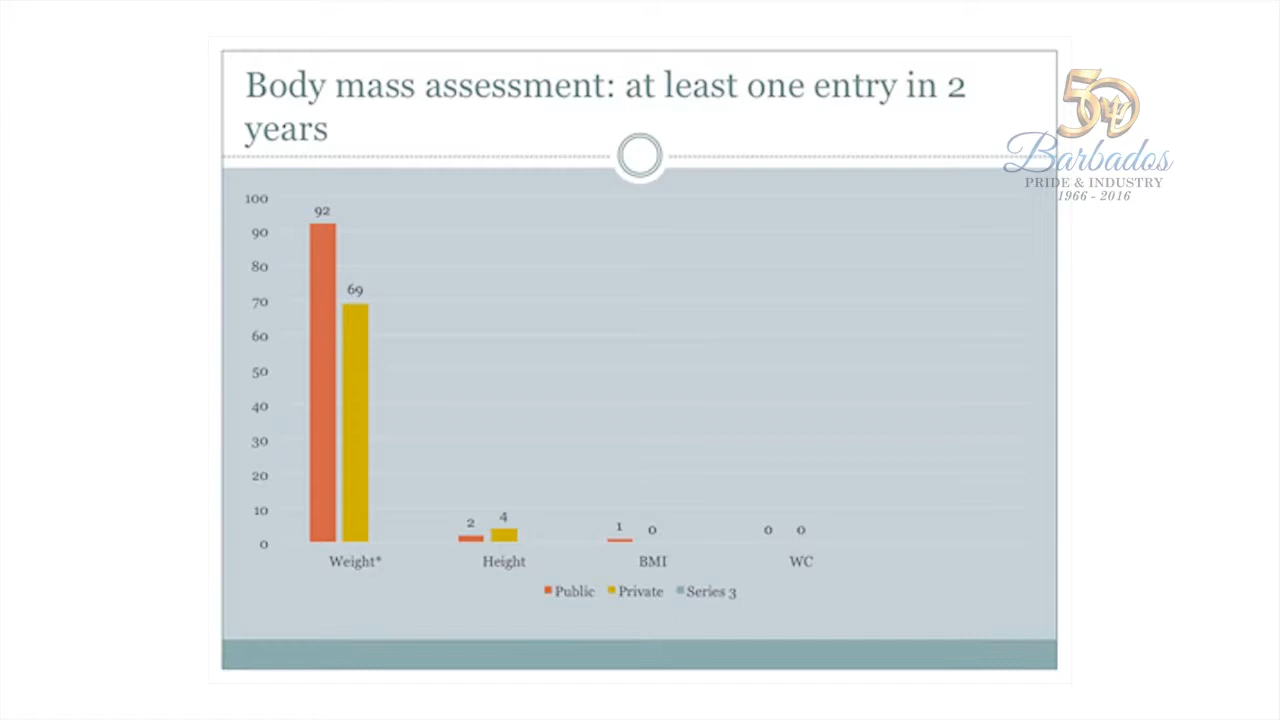 Body mass assessment: at least one entry in 2
years
50
Barbados
PRIDE & INDUSTRY
1966 - 2016
100
90
80
70
60
50
40
30
20
10
0
92
69
2
4
1
0
0
0
Weight*
Height
BMI
WC
Public
Private
Series 3